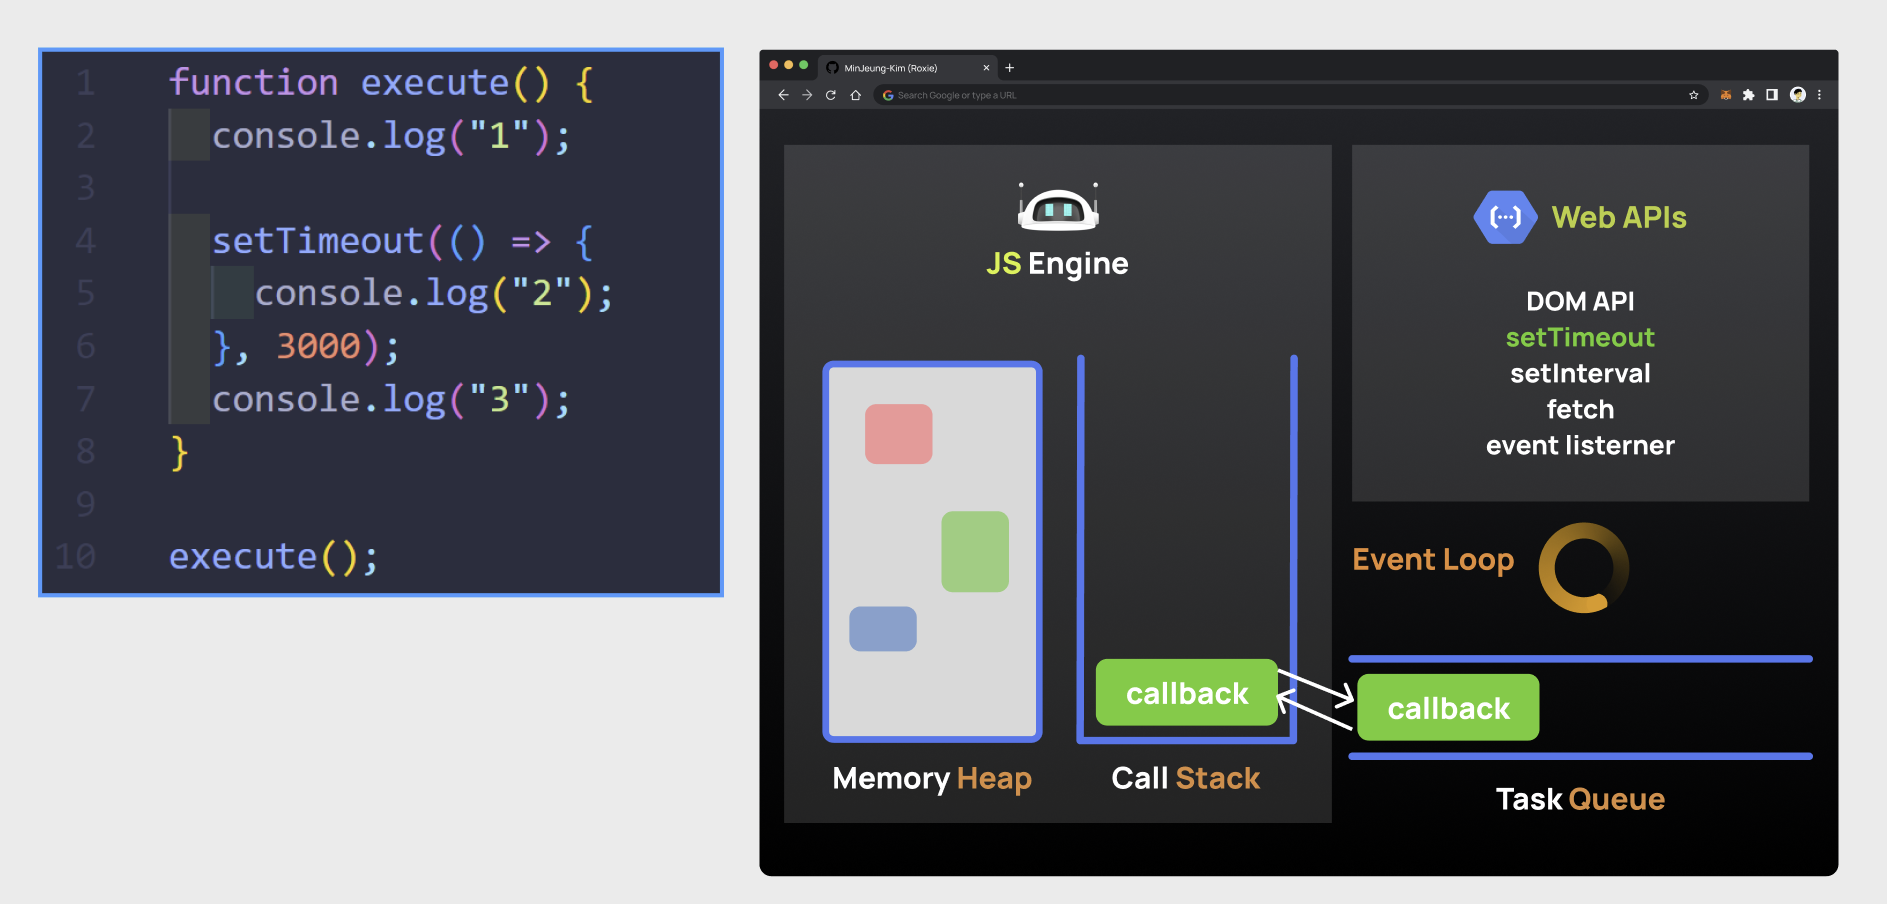 1 function execute() {
2 console.log("1");
3
4 setTimeout(() => {
5 console.log("2");
6 }, 3000);
7 console.log("3");
8 }
9
10 execute();
MinJeung-Kim (Roxie)
Search Google or type a URL
JS Engine
Memory Heap
callback
Call Stack
Web APIs
DOM API
setTimeout
setInterval
fetch
event listerner
Event Loop
callback
Task Queue